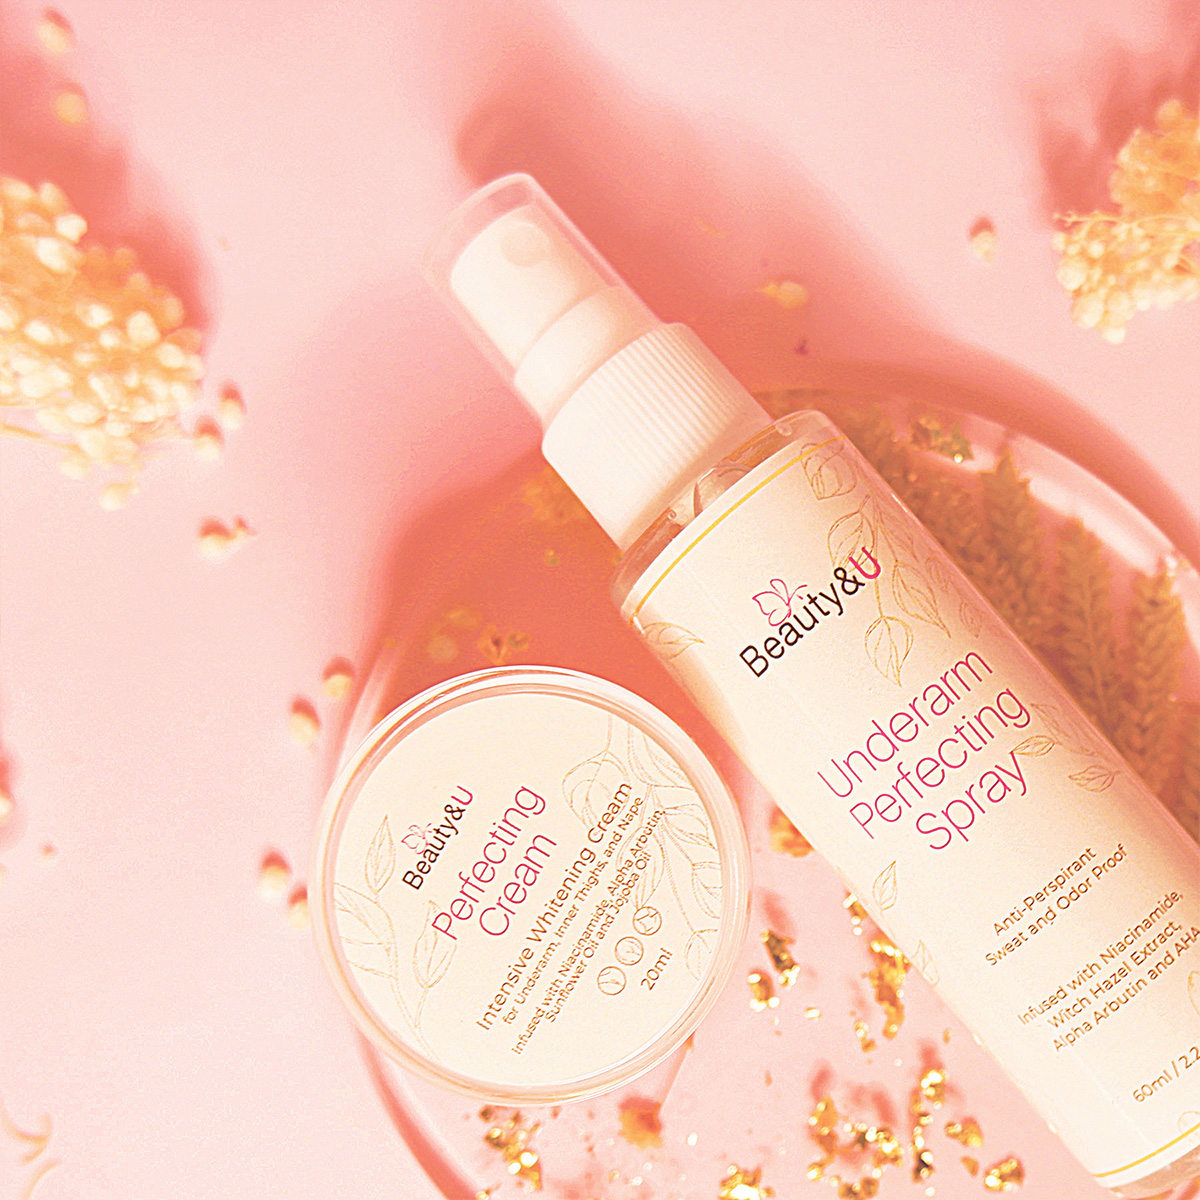 Beauty&U
Underarm
Perfecting
Spray
Anti-Perspirant
Sweat and Odor Proof
Infused with Niacinamide,
Witch Hazel Extract,
Alpha Arbutin and AHA
60ml / 2.2
Beauty&U
Perfecting
Cream
Intensive Whitening Cream
for Underarm, Inner Thighs, and Nape
Infused with Niacinamide, Alpha Arbutin
Sunflower Oil and Jojoba Oil
20ml